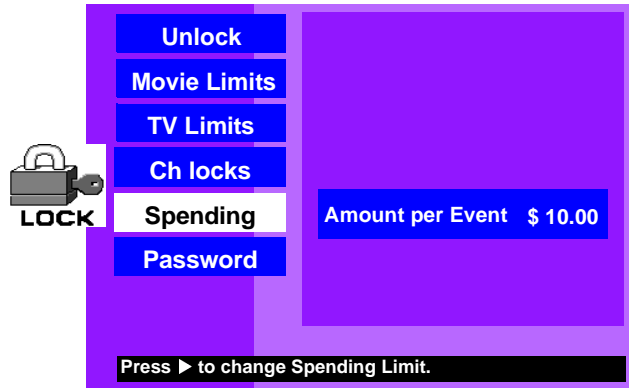 Unlock
Movie Limits
TV Limits
Ch locks
LOCK
Spending
Amount per Event $ 10.00
Password
Press ▶ to change Spending Limit.